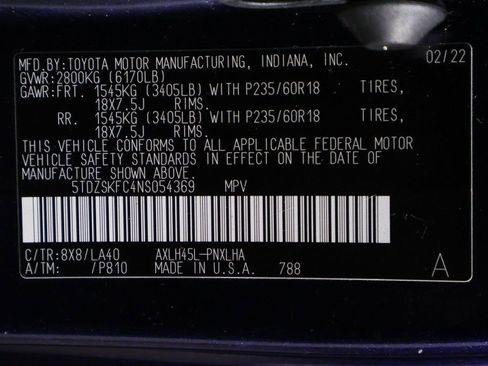 MFD.BY:TOYOTA MOTOR MANUFACTURING, INDIANA, INC. 02/22
GVWR:2800KG (6170LB)
GAWR:FRT. 1545KG (3405LB) WITH P235/60R18 TIRES,
18X7.5J RIMS.
RR. 1545KG (3405LB) WITH P235/60R18 TIRES,
18X7.5J RIMS.
THIS VEHICLE CONFORMS TO ALL APPLICABLE FEDERAL MOTOR
VEHICLE SAFETY STANDARDS IN EFFECT ON THE DATE OF
MANUFACTURE SHOWN ABOVE.
5TDZSKFC4NS054369 MPV
C/TR:8X8/LA40 AXLH45L-PNXLHA
A/TM: /P810 MADE IN U.S.A. 788 A